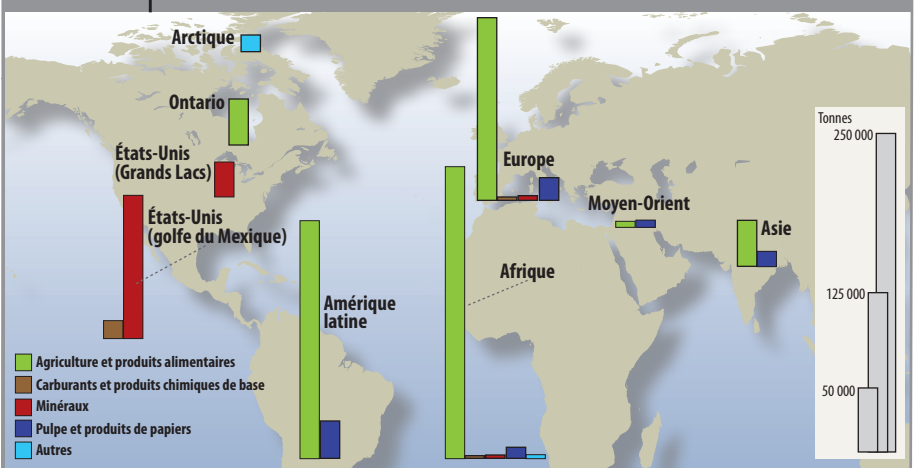 Arctique
Ontario
États-Unis
(Grands Lacs)
États-Unis
(golfe du Mexique)
Amérique
latine
Europe
Moyen-Orient
Afrique
Asie
Tonnes
250 000
125 000
50 000
Agriculture et produits alimentaires
Carburants et produits chimiques de base
Minéraux
Pulpe et produits de papiers
Autres